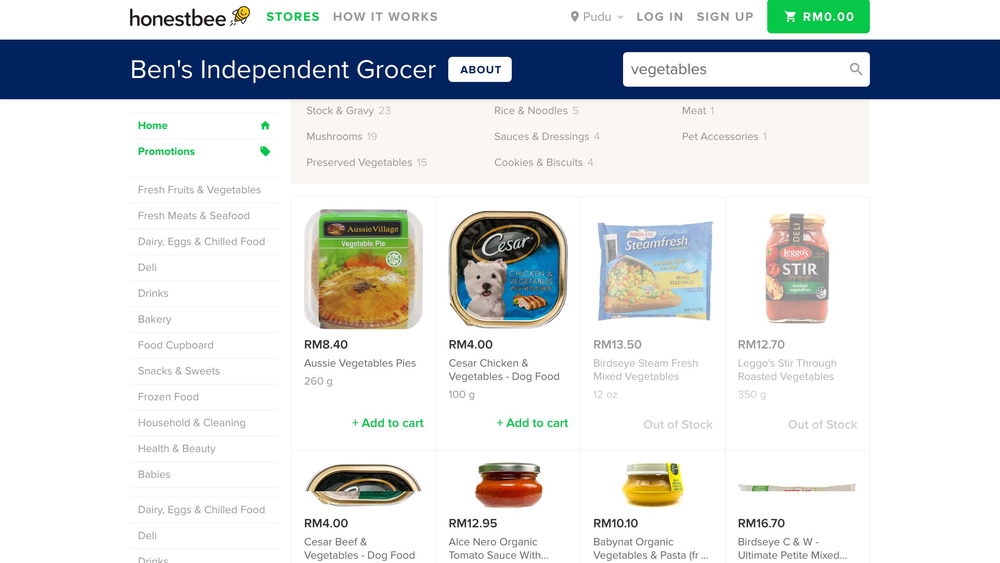 honestbee
STORES
HOW IT WORKS
Pudu
LOG IN
SIGN UP
RM0.00
Ben's Independent Grocer
ABOUT
vegetables
Home
Promotions
Fresh Fruits & Vegetables
Fresh Meats & Seafood
Dairy, Eggs & Chilled Food
Deli
Drinks
Bakery
Food Cupboard
Snacks & Sweets
Frozen Food
Household & Cleaning
Health & Beauty
Babies
Dairy, Eggs & Chilled Food
Deli
Drinks
Stock & Gravy 23
Rice & Noodles 5
Meat 1
Mushrooms 19
Sauces & Dressings 4
Pet Accessories 1
Preserved Vegetables 15
Cookies & Biscuits 4
AussieVillage
Vegetable Pie
RM8.40
Aussie Vegetables Pies
260 g
+ Add to cart
Cesar
CHICKEN &
VEGETABLES
RM4.00
Cesar Chicken &
Vegetables - Dog Food
100 g
+ Add to cart
BIRDS EYE
Steamfresh
MIXED
VEGETABLES
RM13.50
Birdseye Steam Fresh
Mixed Vegetables
12 oz
Out of Stock
DELI
Leggo's
STIR
RM12.70
Leggo's Stir Through
Roasted Vegetables
350 g
Out of Stock
RM4.00
Cesar Beef &
Vegetables - Dog Food
RM12.95
Alce Nero Organic
Tomato Sauce With...
RM10.10
Babynat Organic
Vegetables & Pasta (fr ...
RM16.70
Birdseye C & W -
Ultimate Petite Mixed...